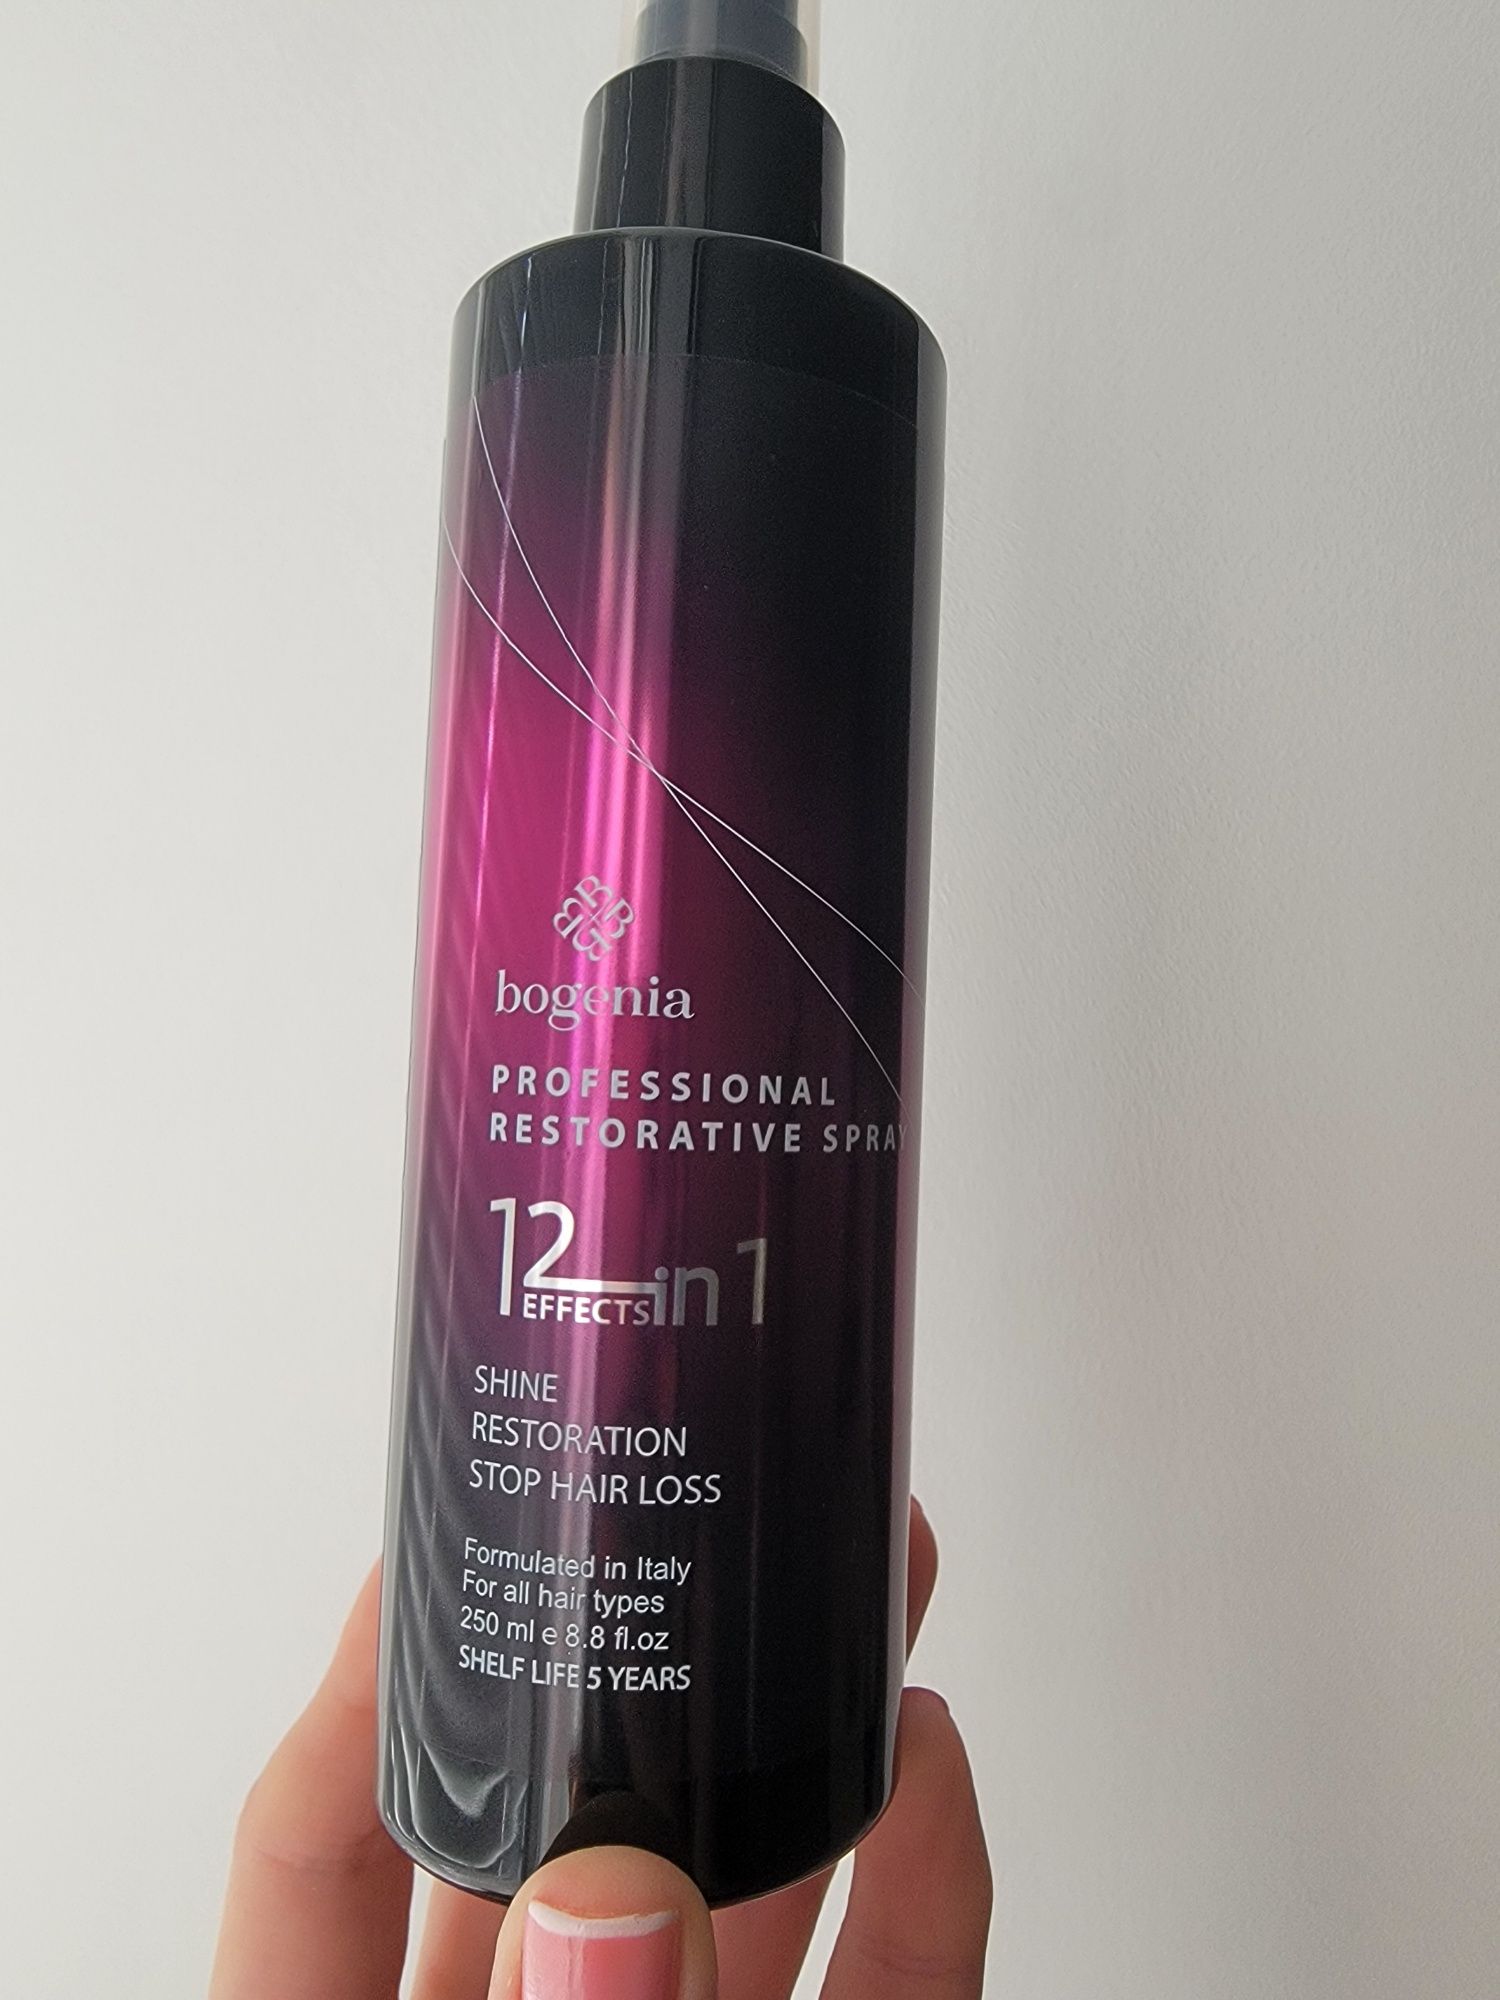 bogenia
PROFESSIONAL
RESTORATIVE SPRAY
12 in 1
EFFECTS
SHINE
RESTORATION
STOP HAIR LOSS
Formulated in Italy
For all hair types
250 ml e 8.8 fl.oz
SHELF LIFE 5 YEARS